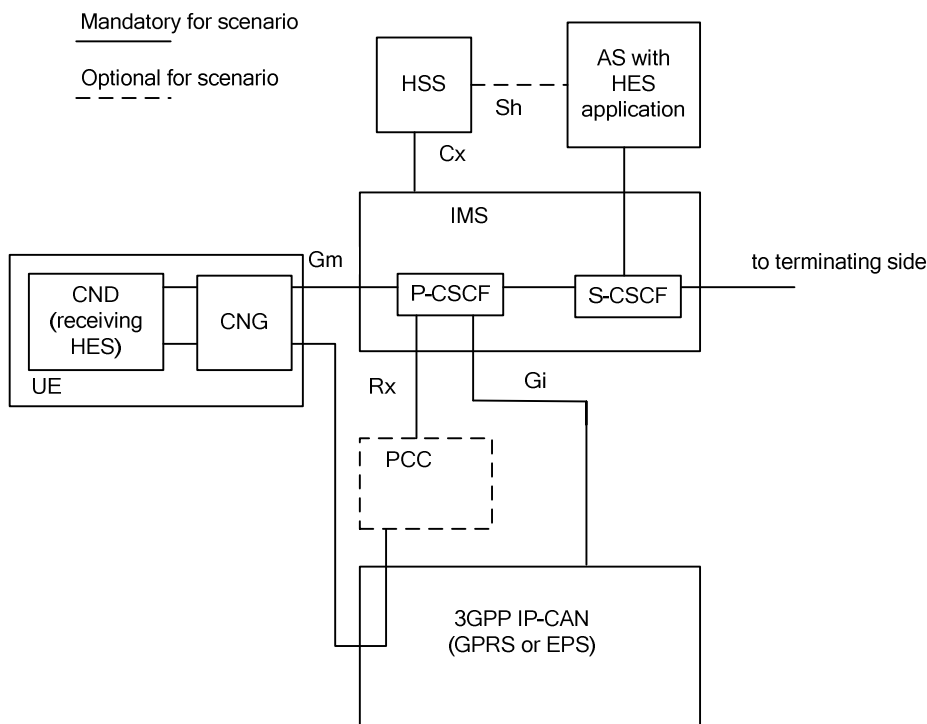 Mandatory for scenario
Optional for scenario
HSS
Sh
AS with
HES
application
Cx
IMS
Gm
to terminating side
CND
(receiving
HES)
CNG
P-CSCF
S-CSCF
UE
Rx
Gi
PCC
3GPP IP-CAN
(GPRS or EPS)